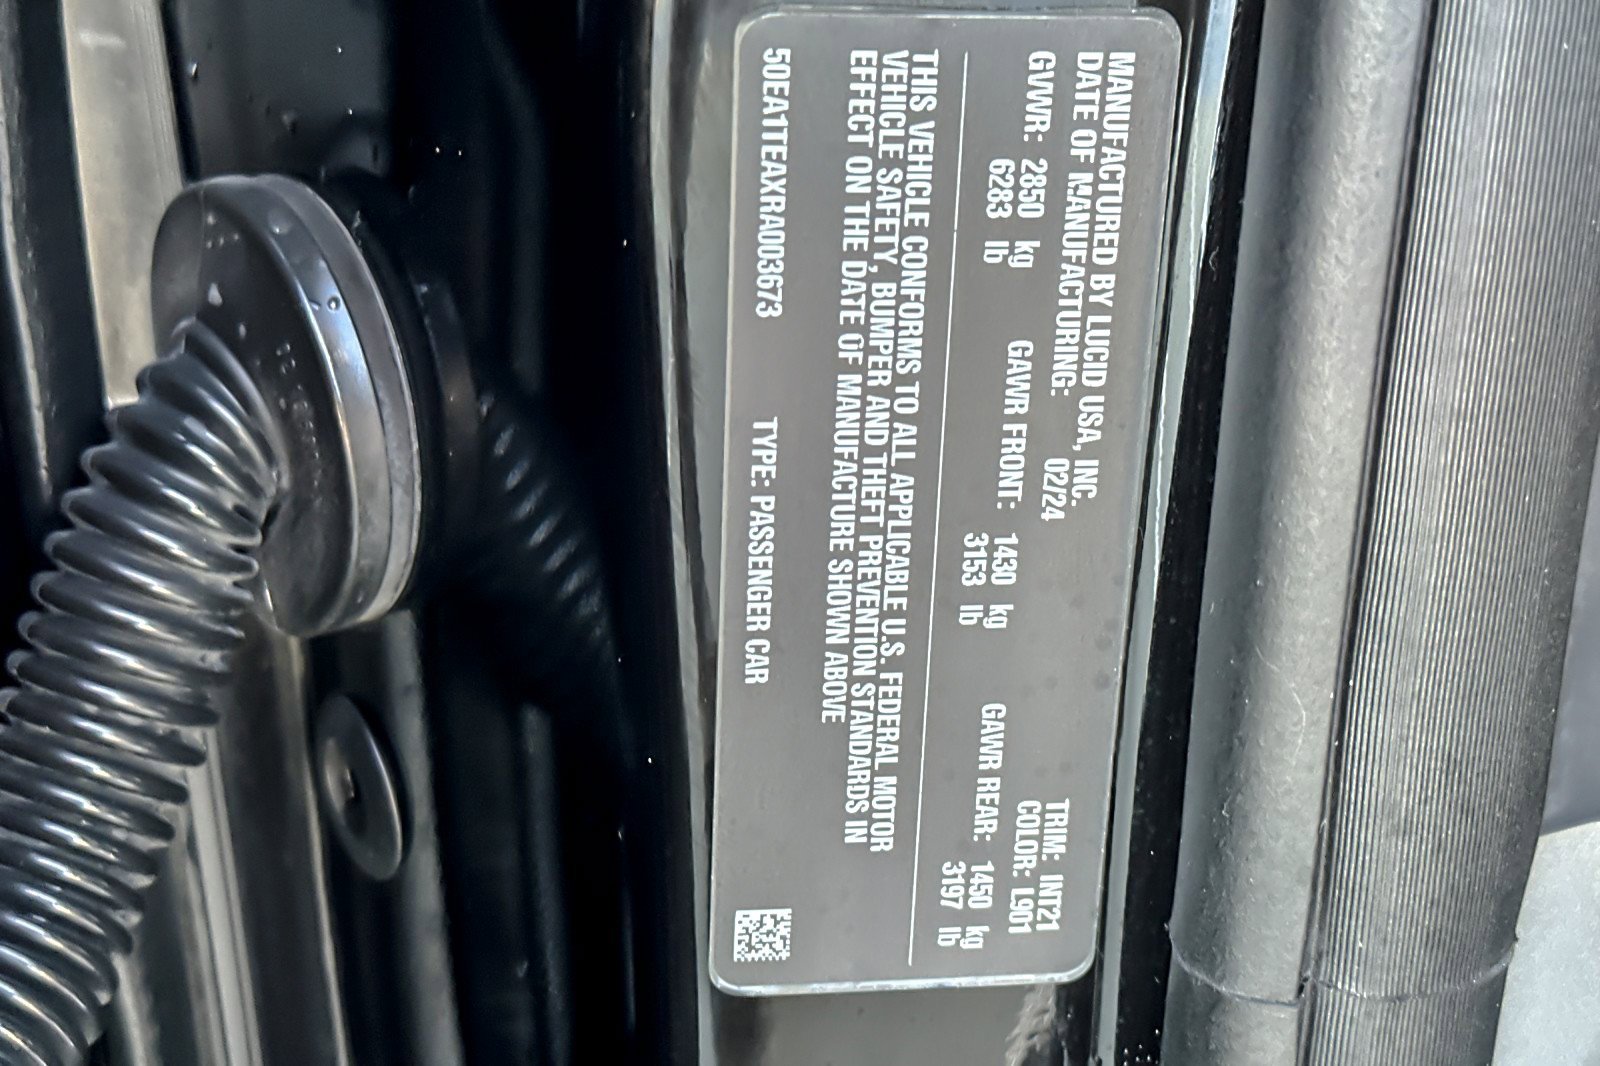 MANUFACTURED BY LUCID USA, INC.
DATE OF MANUFACTURING: 02/24 TRIM: INT21
COLOR: L901
GVWR: 2850 kg GAWR FRONT: 1430 kg GAWR REAR: 1450 kg
6283 lb 3153 lb 3197 lb
THIS VEHICLE CONFORMS TO ALL APPLICABLE U.S. FEDERAL MOTOR
VEHICLE SAFETY, BUMPER AND THEFT PREVENTION STANDARDS IN
EFFECT ON THE DATE OF MANUFACTURE SHOWN ABOVE
50EA1TEAXRA003673 TYPE: PASSENGER CAR